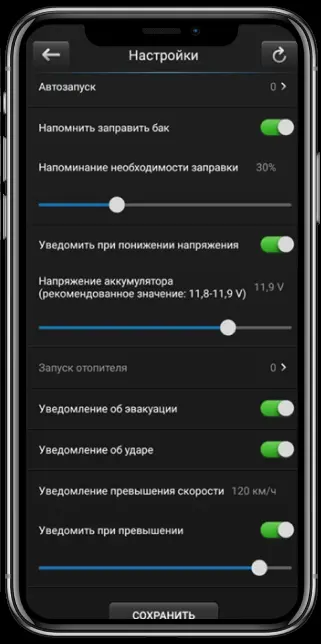 Настройки
Автозапуск 0
Напомнить заправить бак
Напоминание необходимости заправки 30%
Уведомить при понижении напряжения
Напряжение аккумулятора 11,9 V
(рекомендованное значение: 11,8-11,9 V)
Запуск отопителя 0
Уведомление об эвакуации
Уведомление об ударе
Уведомление превышения скорости 120 км/ч
Уведомить при превышении
СОХРАНИТЬ